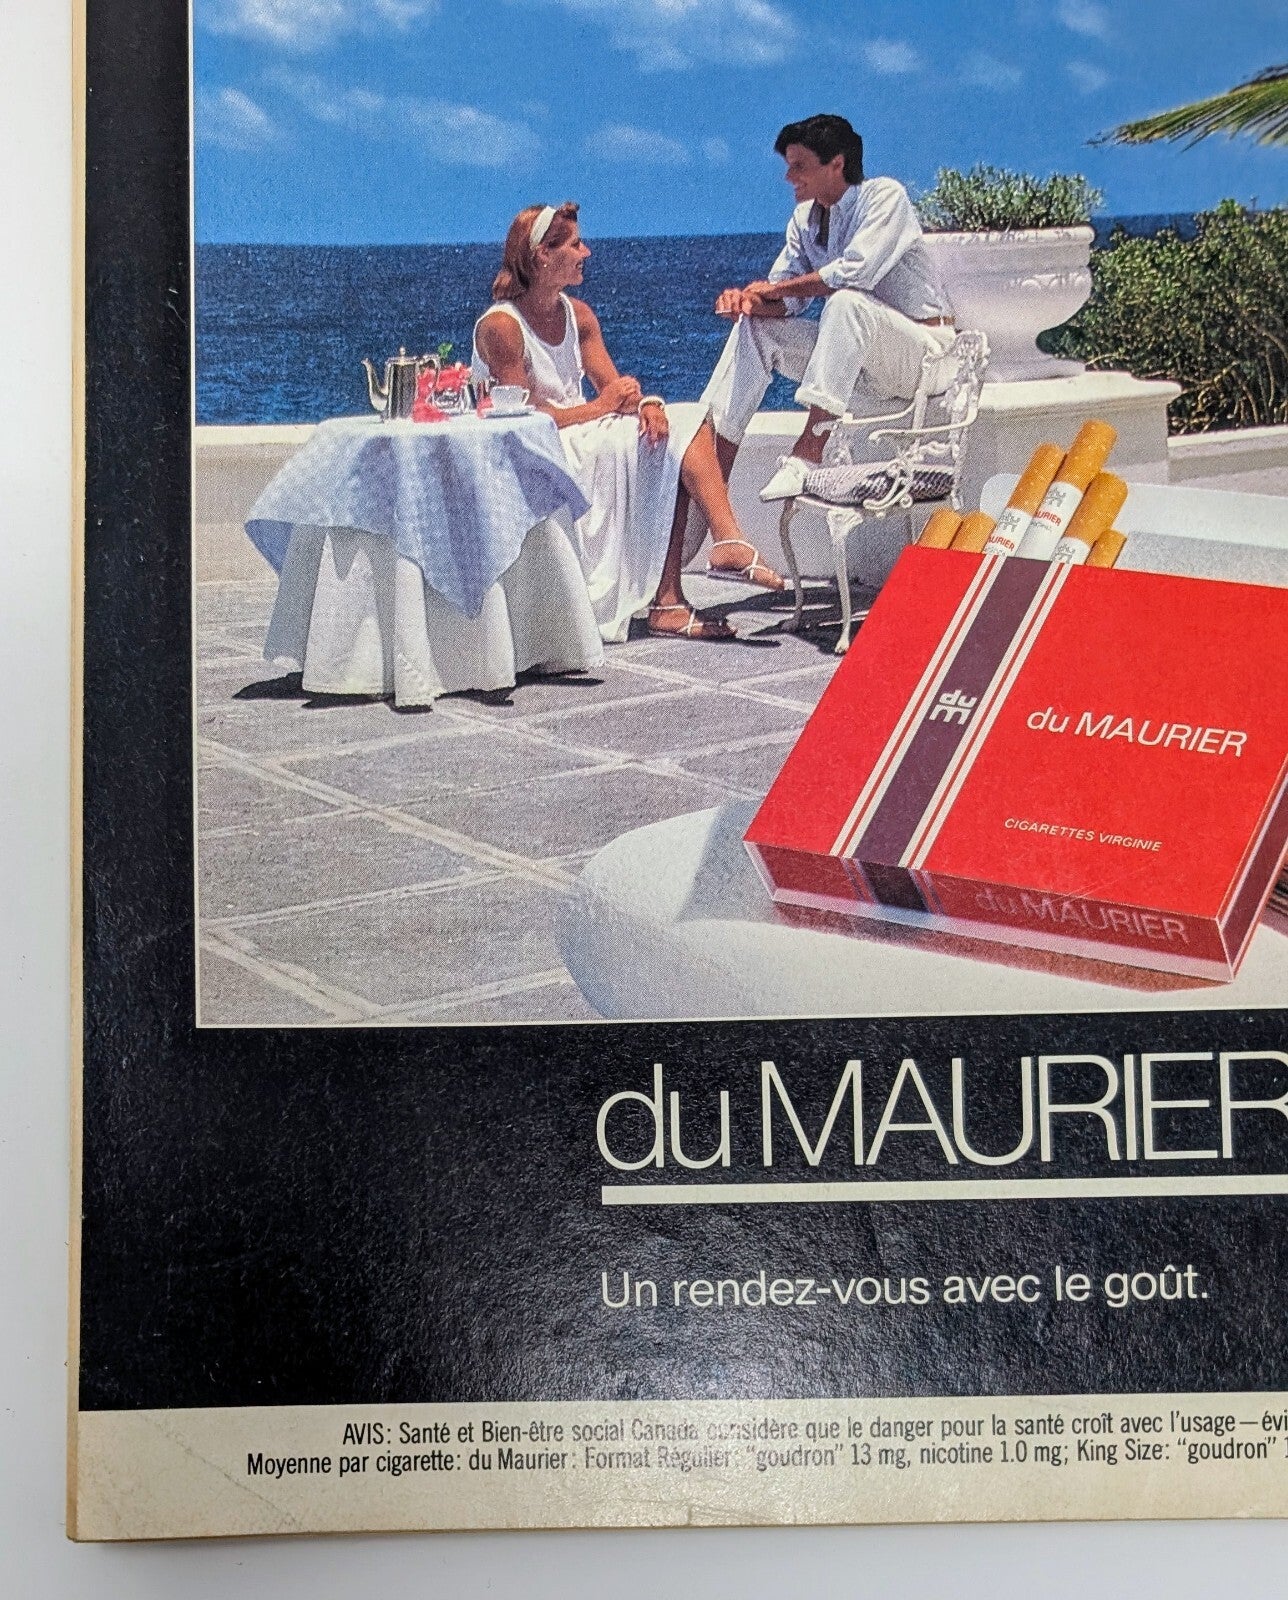 du MAURIER
MAURIER
du MAURIER
CIGARETTES VIRGINIE
du MAURIER
du MAURIER
Un rendez-vous avec le goût.
AVIS: Santé et Bien-être social Canada considère que le danger pour la santé croît avec l'usage—évi
Moyenne par cigarette: du Maurier: Format Régulier: "goudron" 13 mg, nicotine 1.0 mg; King Size: "goudron" 1